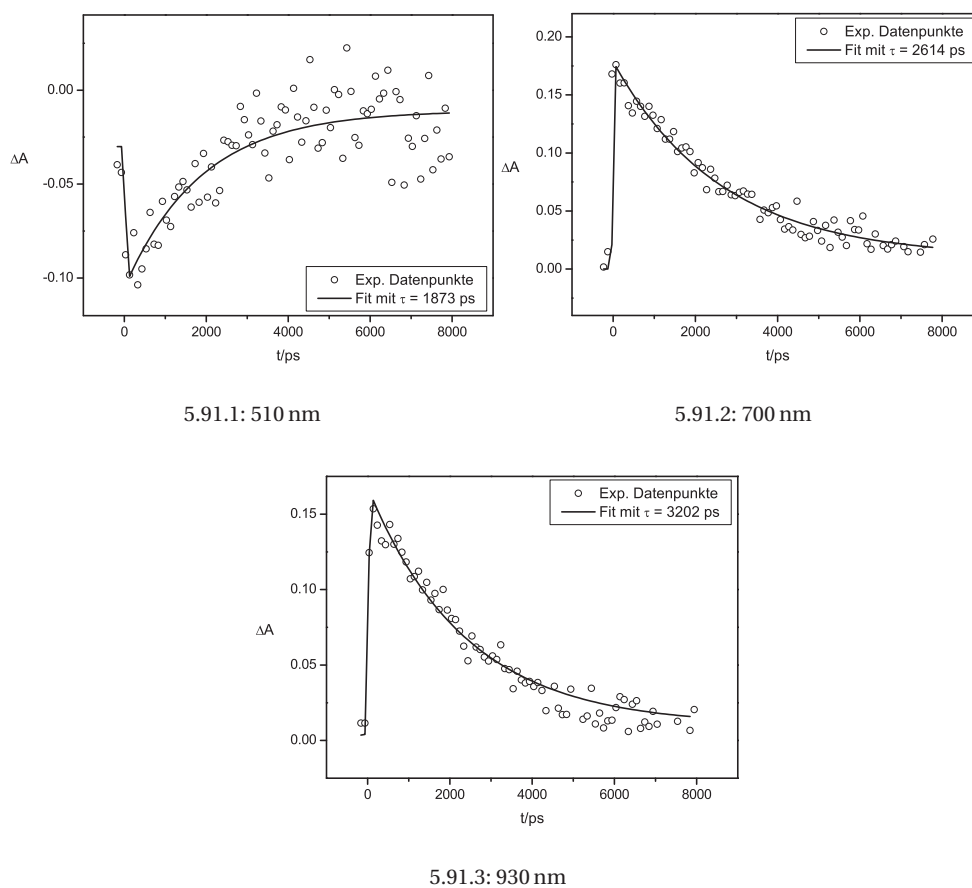 Exp. Datenpunkte
Fit mit τ = 1873 ps
0.00
-0.05
-0.10
ΔA
0
2000
4000
6000
8000
t/ps
5.91.1: 510 nm
Exp. Datenpunkte
Fit mit τ = 2614 ps
0.20
0.15
0.10
0.05
0.00
ΔA
0
2000
4000
6000
8000
t/ps
5.91.2: 700 nm
Exp. Datenpunkte
Fit mit τ = 3202 ps
0.15
0.10
0.05
0.00
ΔA
0
2000
4000
6000
8000
t/ps
5.91.3: 930 nm